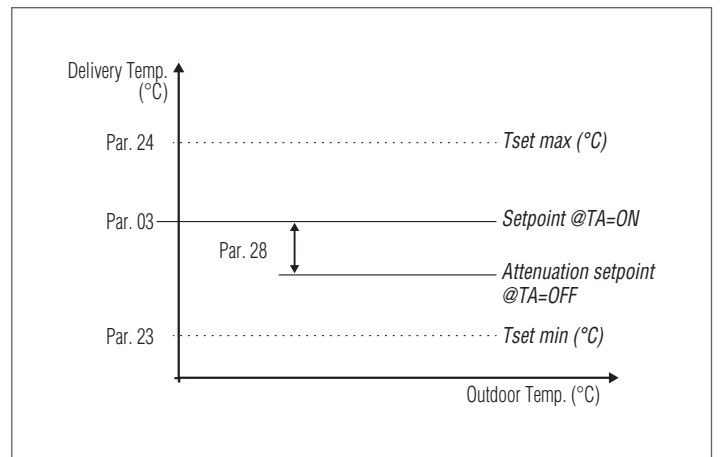 Delivery Temp.
(°C)
Par. 24
Tset max (°C)
Par. 03
Setpoint @TA=ON
Par. 28
Attenuation setpoint
@TA=OFF
Par. 23
Tset min (°C)
Outdoor Temp. (°C)